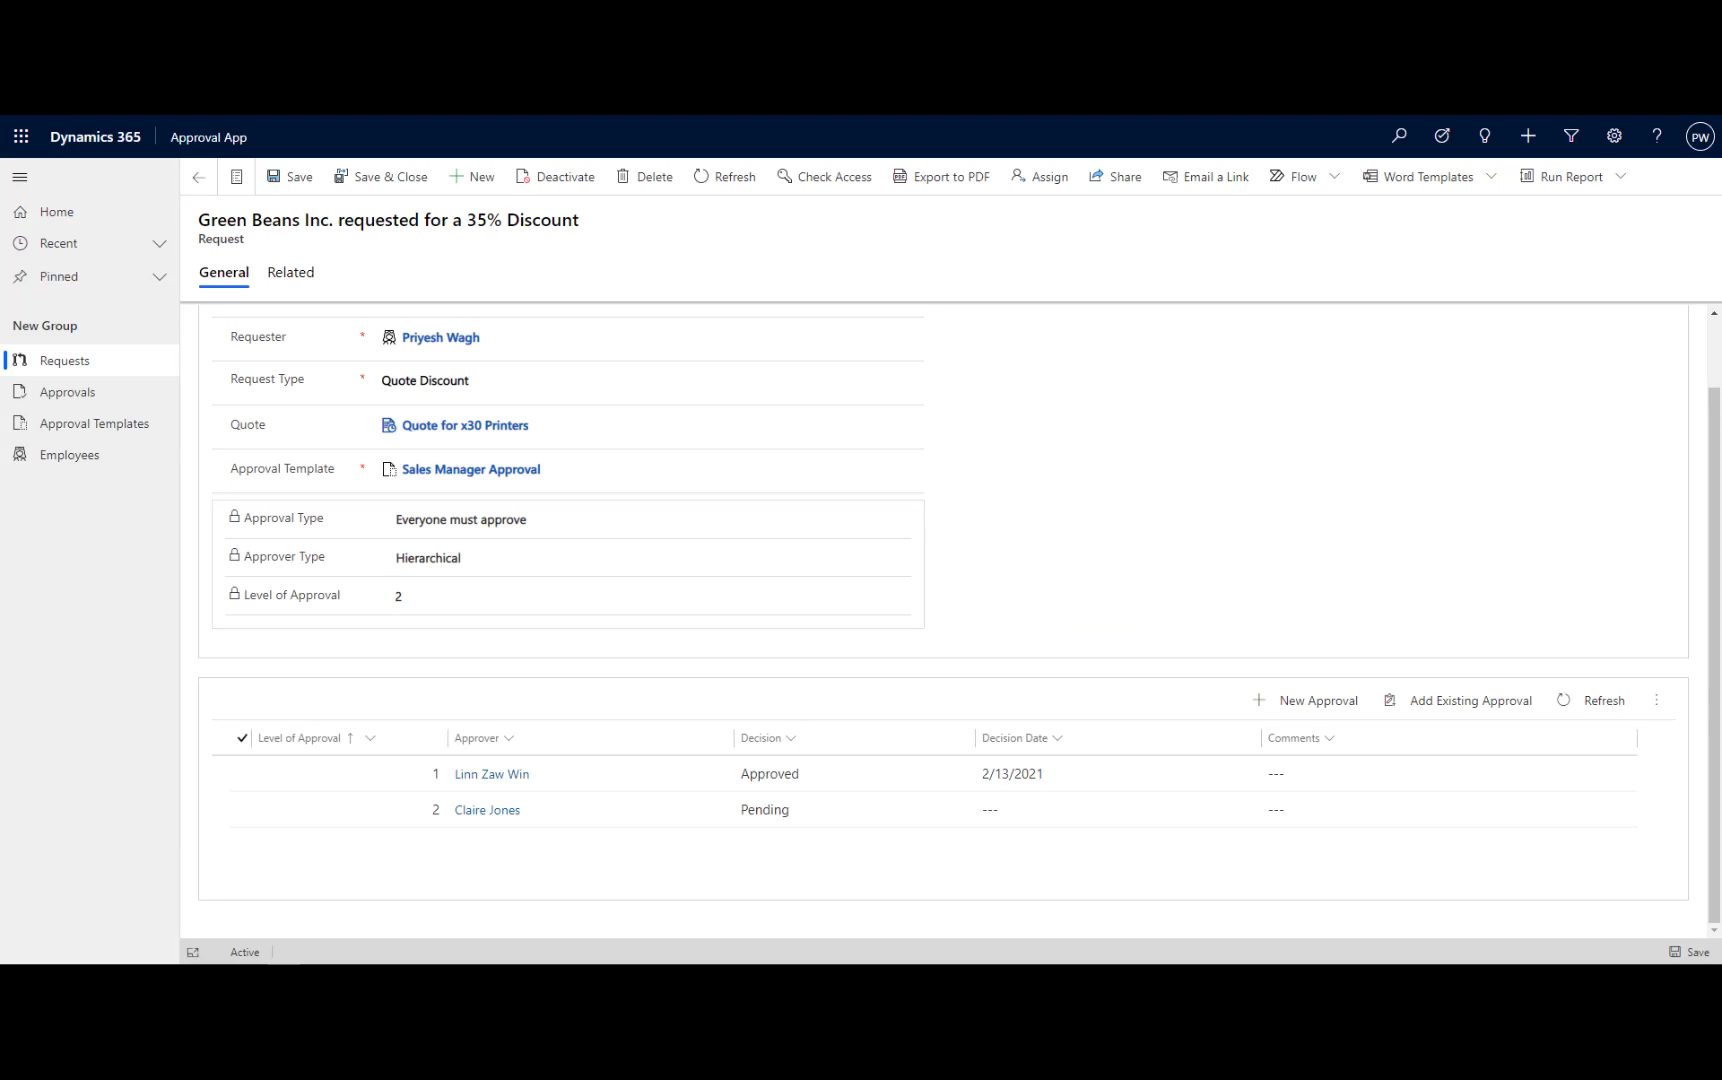 Dynamics 365 Approval App PW
Save Save & Close New Deactivate Delete Refresh Check Access Export to PDF Assign Share Email a Link Flow Word Templates Run Report
Home
Recent
Pinned
New Group
Requests
Approvals
Approval Templates
Employees
Green Beans Inc. requested for a 35% Discount
Request
General Related
Requester * Priyesh Wagh
Request Type * Quote Discount
Quote Quote for x30 Printers
Approval Template * Sales Manager Approval
Approval Type Everyone must approve
Approver Type Hierarchical
Level of Approval 2
New Approval Add Existing Approval Refresh
Level of Approval ↑ Approver Decision Decision Date Comments
1 Linn Zaw Win Approved 2/13/2021 ---
2 Claire Jones Pending --- ---
Active Save